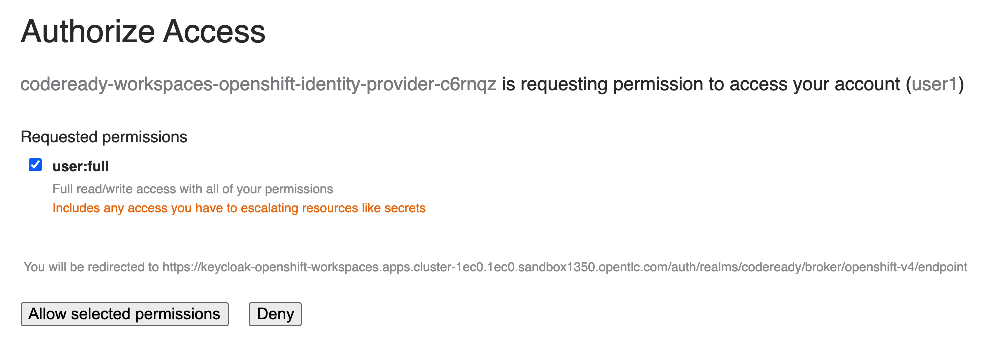 Authorize Access
codeready-workspaces-openshift-identity-provider-c6rnqz is requesting permission to access your account (user1)
Requested permissions
user:full
Full read/write access with all of your permissions
Includes any access you have to escalating resources like secrets
You will be redirected to https://keycloak-openshift-workspaces.apps.cluster-1ec0.1ec0.sandbox1350.opentlc.com/auth/realms/codeready/broker/openshift-v4/endpoint
Allow selected permissions Deny